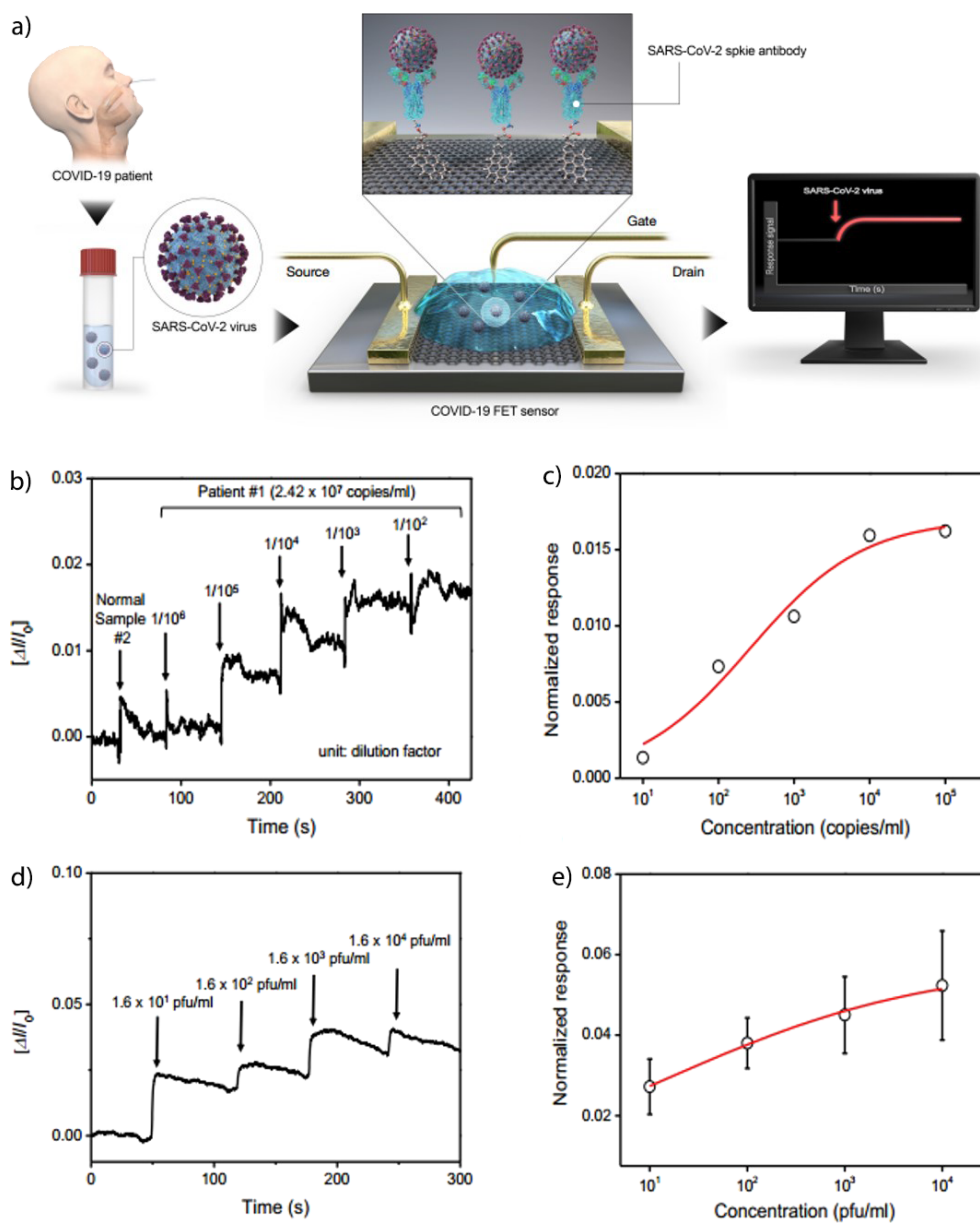 a)
SARS-CoV-2 spkie antibody
COVID-19 patient
SARS-CoV-2 virus
Source
Gate
Drain
COVID-19 FET sensor
SARS-CoV-2 virus
Response signal
Time (s)
b)
0.03
0.02
0.01
0.00
[ΔI/I₀]
Patient #1 (2.42 x 10⁷ copies/ml)
Normal
Sample
#2
1/10⁶
1/10⁵
1/10⁴
1/10³
1/10²
unit: dilution factor
0 100 200 300 400
Time (s)
c)
0.020
0.015
0.010
0.005
0.000
Normalized response
10¹ 10² 10³ 10⁴ 10⁵
Concentration (copies/ml)
d)
0.10
0.05
0.00
[ΔI/I₀]
1.6 x 10¹ pfu/ml
1.6 x 10² pfu/ml
1.6 x 10³ pfu/ml
1.6 x 10⁴ pfu/ml
0 50 100 150 200 250 300
Time (s)
e)
0.08
0.06
0.04
0.02
Normalized response
10¹ 10² 10³ 10⁴
Concentration (pfu/ml)